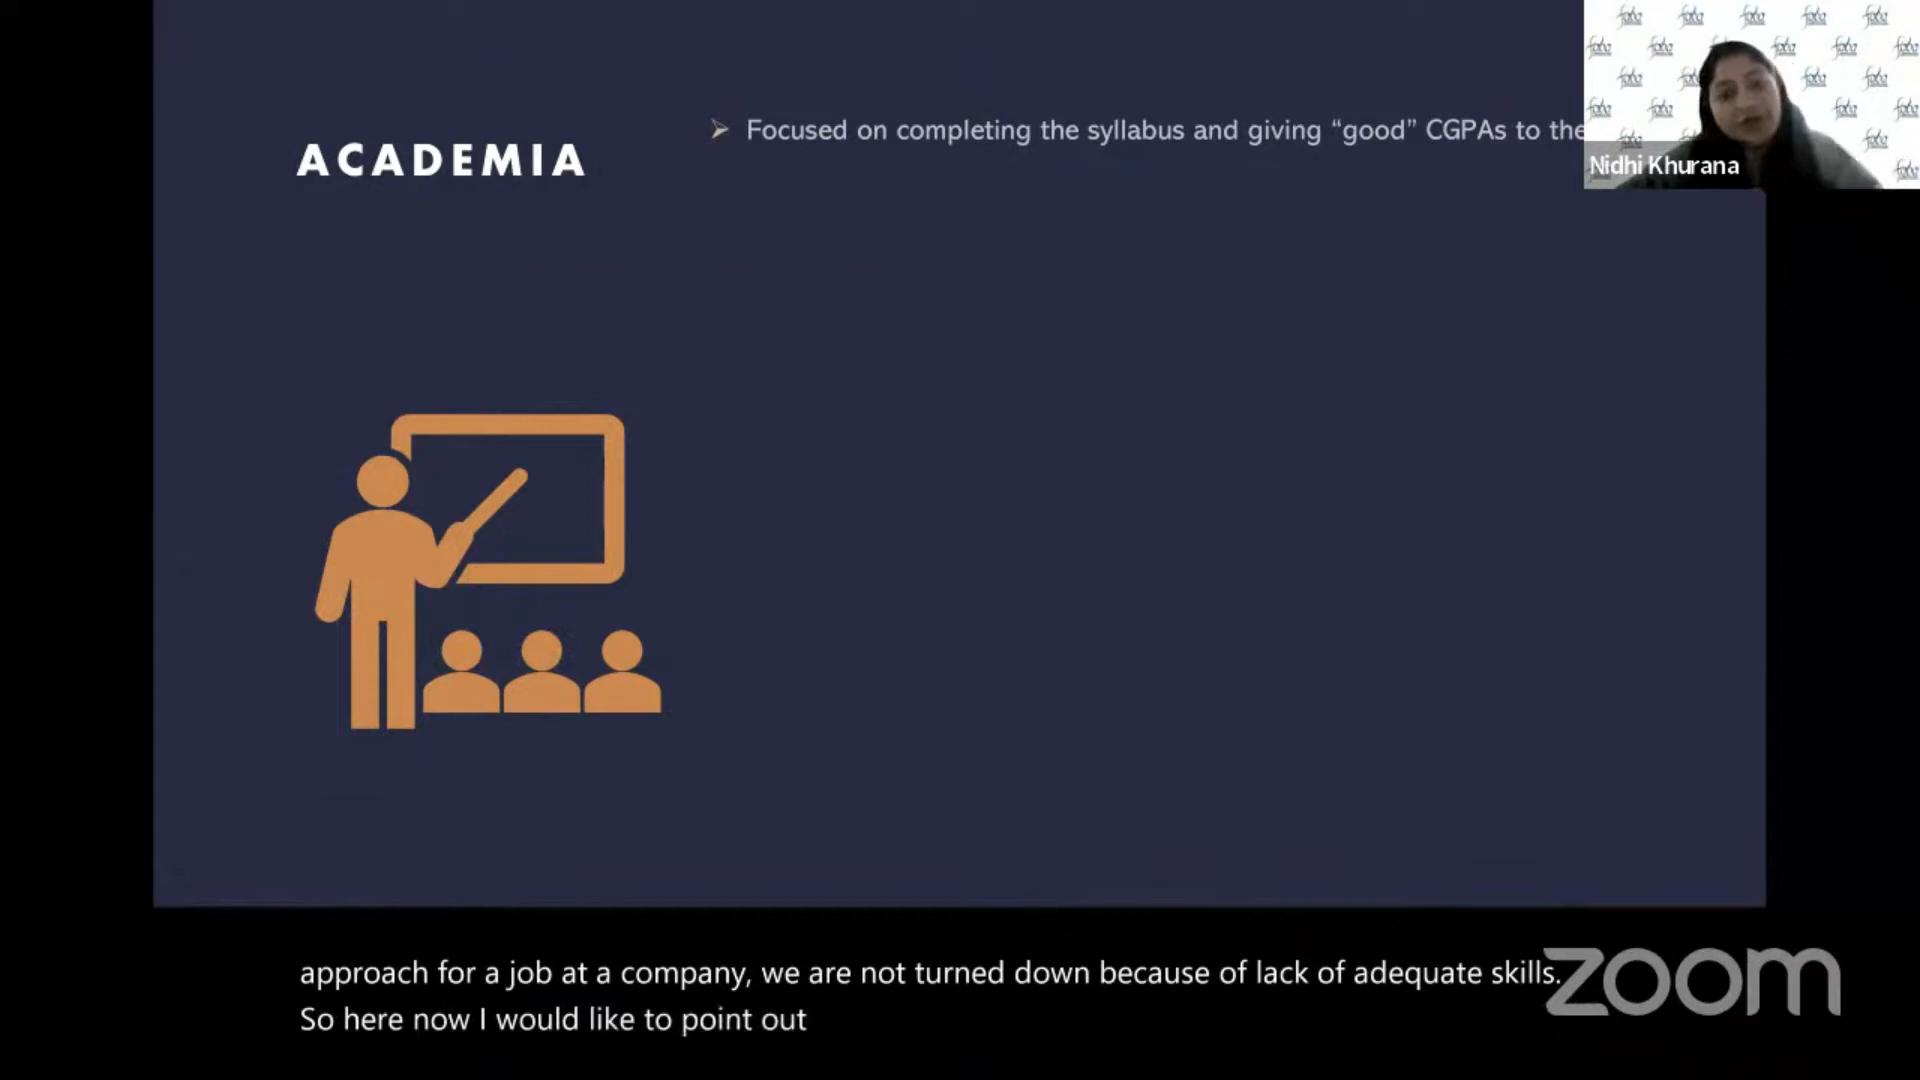 ACADEMIA
➤ Focused on completing the syllabus and giving “good” CGPAs to the
Nidhi Khurana
approach for a job at a company, we are not turned down because of lack of adequate skills.
So here now I would like to point out
zoom